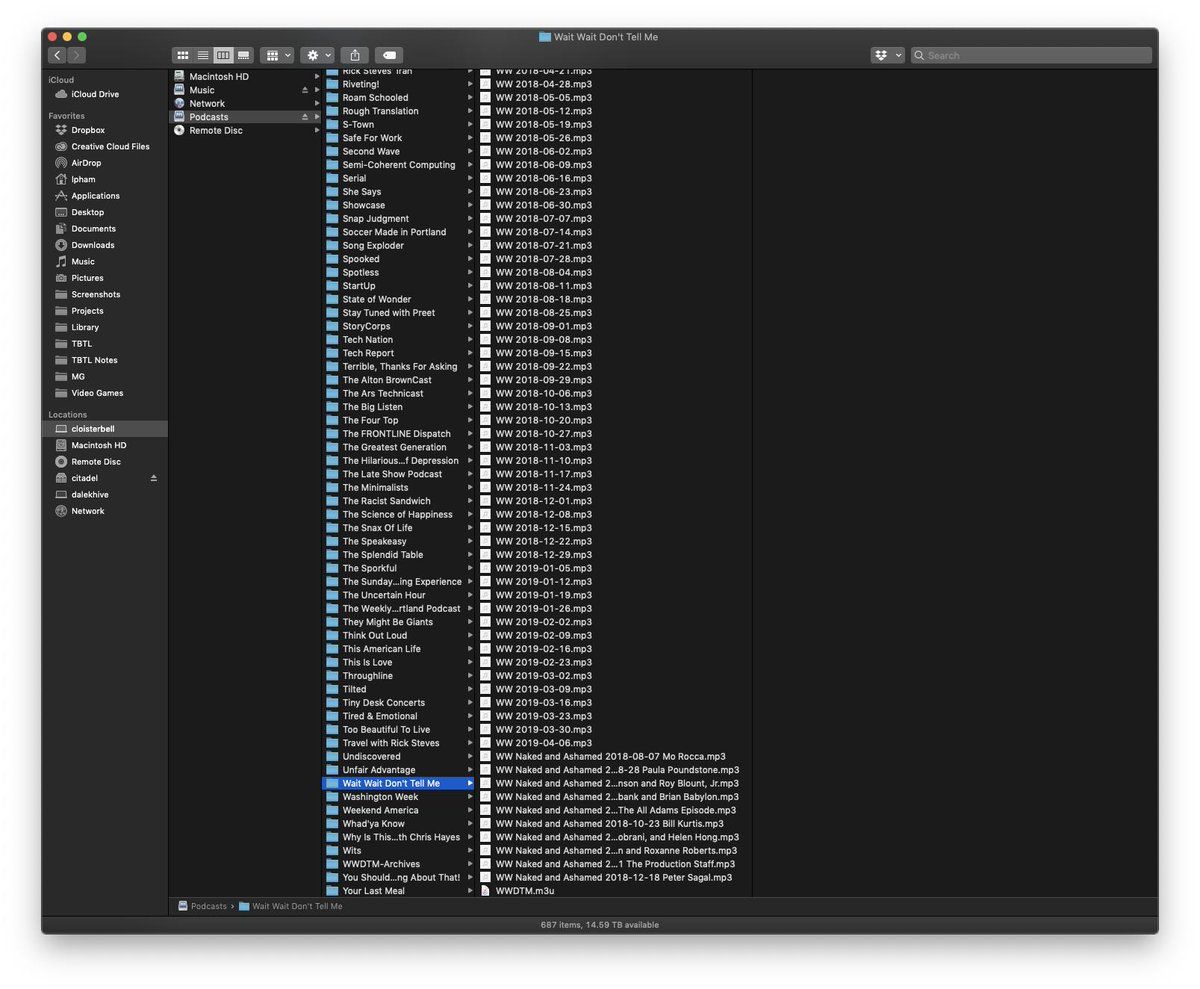 Wait Wait Don't Tell Me
Search
iCloud
iCloud Drive
Favorites
Dropbox
Creative Cloud Files
AirDrop
lpham
Applications
Desktop
Documents
Downloads
Music
Pictures
Screenshots
Projects
Library
TBTL
TBTL Notes
MG
Video Games
Locations
cloisterbell
Macintosh HD
Remote Disc
citadel
dalekhive
Network
Macintosh HD
Music
Network
Podcasts
Remote Disc
Rick Steves' Iran
Riveting!
Roam Schooled
Rough Translation
S-Town
Safe For Work
Second Wave
Semi-Coherent Computing
Serial
She Says
Showcase
Snap Judgment
Soccer Made in Portland
Song Exploder
Spooked
Spotless
StartUp
State of Wonder
Stay Tuned with Preet
StoryCorps
Tech Nation
Tech Report
Terrible, Thanks For Asking
The Alton BrownCast
The Ars Technicast
The Big Listen
The Four Top
The FRONTLINE Dispatch
The Greatest Generation
The Hilarious...f Depression
The Late Show Podcast
The Minimalists
The Racist Sandwich
The Science of Happiness
The Snax Of Life
The Speakeasy
The Splendid Table
The Sporkful
The Sunday...ing Experience
The Uncertain Hour
The Weekly...rtland Podcast
They Might Be Giants
Think Out Loud
This American Life
This Is Love
Throughline
Tilted
Tiny Desk Concerts
Tired & Emotional
Too Beautiful To Live
Travel with Rick Steves
Undiscovered
Unfair Advantage
Wait Wait Don't Tell Me
Washington Week
Weekend America
Whad'ya Know
Why Is This...th Chris Hayes
Wits
WWDTM-Archives
You Should...ng About That!
Your Last Meal
WW 2018-04-21.mp3
WW 2018-04-28.mp3
WW 2018-05-05.mp3
WW 2018-05-12.mp3
WW 2018-05-19.mp3
WW 2018-05-26.mp3
WW 2018-06-02.mp3
WW 2018-06-09.mp3
WW 2018-06-16.mp3
WW 2018-06-23.mp3
WW 2018-06-30.mp3
WW 2018-07-07.mp3
WW 2018-07-14.mp3
WW 2018-07-21.mp3
WW 2018-07-28.mp3
WW 2018-08-04.mp3
WW 2018-08-11.mp3
WW 2018-08-18.mp3
WW 2018-08-25.mp3
WW 2018-09-01.mp3
WW 2018-09-08.mp3
WW 2018-09-15.mp3
WW 2018-09-22.mp3
WW 2018-09-29.mp3
WW 2018-10-06.mp3
WW 2018-10-13.mp3
WW 2018-10-20.mp3
WW 2018-10-27.mp3
WW 2018-11-03.mp3
WW 2018-11-10.mp3
WW 2018-11-17.mp3
WW 2018-11-24.mp3
WW 2018-12-01.mp3
WW 2018-12-08.mp3
WW 2018-12-15.mp3
WW 2018-12-22.mp3
WW 2018-12-29.mp3
WW 2019-01-05.mp3
WW 2019-01-12.mp3
WW 2019-01-19.mp3
WW 2019-01-26.mp3
WW 2019-02-02.mp3
WW 2019-02-09.mp3
WW 2019-02-16.mp3
WW 2019-02-23.mp3
WW 2019-03-02.mp3
WW 2019-03-09.mp3
WW 2019-03-16.mp3
WW 2019-03-23.mp3
WW 2019-03-30.mp3
WW 2019-04-06.mp3
WW Naked and Ashamed 2018-08-07 Mo Rocca.mp3
WW Naked and Ashamed 2...8-28 Paula Poundstone.mp3
WW Naked and Ashamed 2...nson and Roy Blount, Jr.mp3
WW Naked and Ashamed 2...bank and Brian Babylon.mp3
WW Naked and Ashamed 2...The All Adams Episode.mp3
WW Naked and Ashamed 2018-10-23 Bill Kurtis.mp3
WW Naked and Ashamed 2...obrani, and Helen Hong.mp3
WW Naked and Ashamed 2...n and Roxanne Roberts.mp3
WW Naked and Ashamed 2...1 The Production Staff.mp3
WW Naked and Ashamed 2018-12-18 Peter Sagal.mp3
WWDTM.m3u
Podcasts › Wait Wait Don't Tell Me
687 items, 14.59 TB available